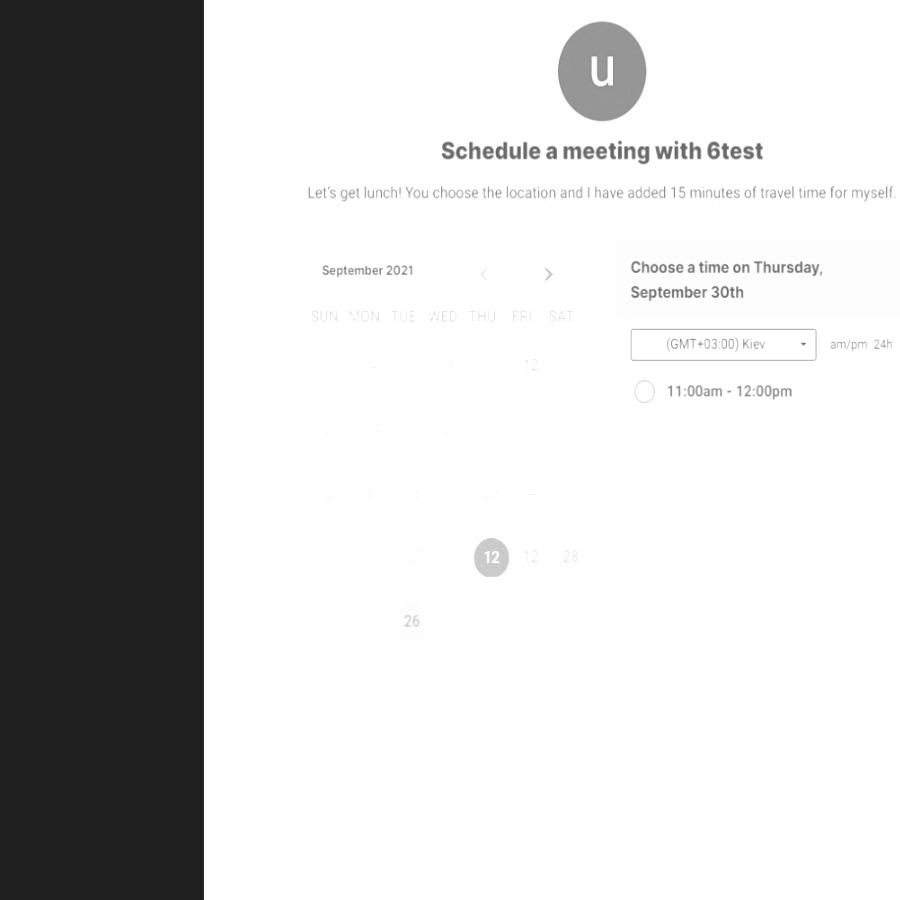 u
Schedule a meeting with 6test
Let's get lunch! You choose the location and I have added 15 minutes of travel time for myself.
September 2021
SUN MON TUE WED THU FRI SAT
12
12 12 28
26
Choose a time on Thursday,
September 30th
(GMT+03:00) Kiev am/pm 24h
11:00am - 12:00pm